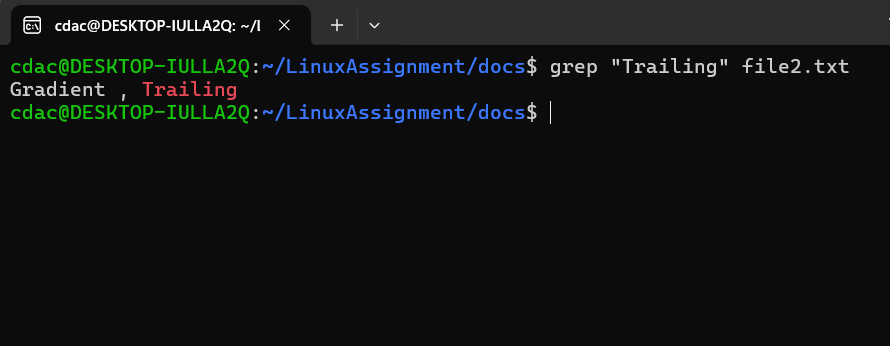 cdac@DESKTOP-IULLA2Q: ~/L
cdac@DESKTOP-IULLA2Q:~/LinuxAssignment/docs$ grep "Trailing" file2.txt
Gradient , Trailing
cdac@DESKTOP-IULLA2Q:~/LinuxAssignment/docs$